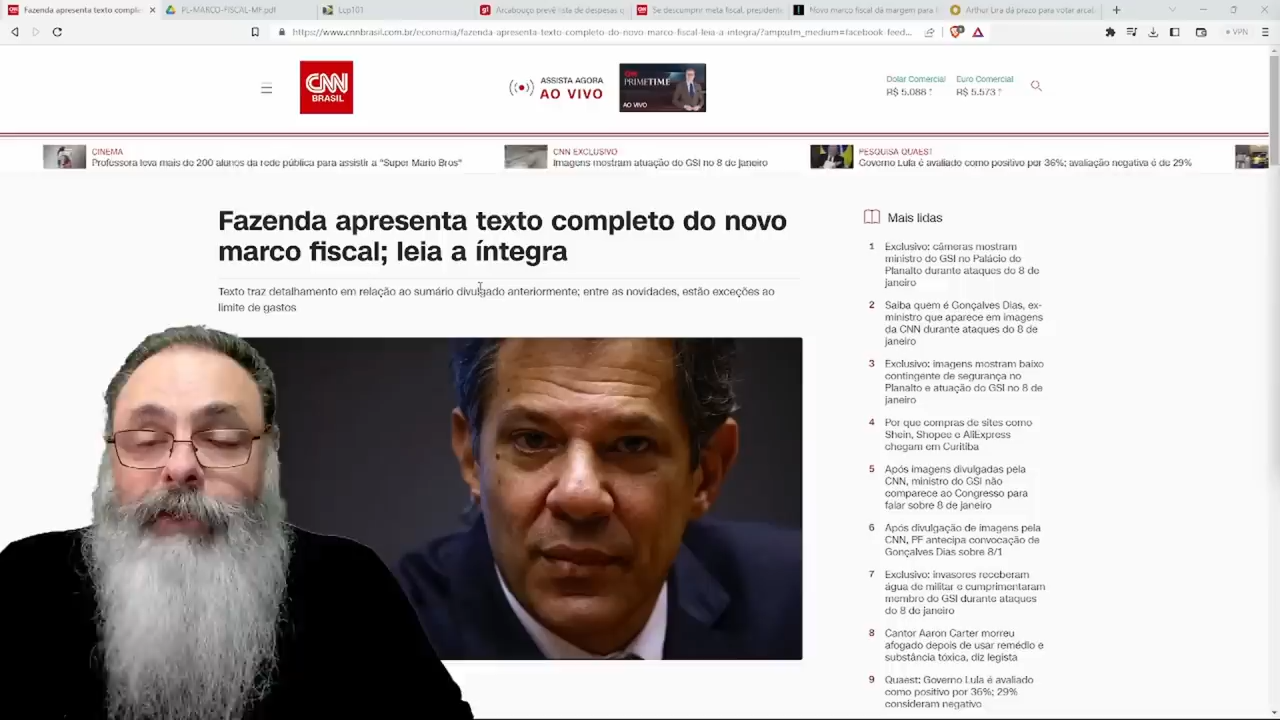 Fazenda apresenta texto comple
PL-MARCO-FISCAL-MF.pdf
Lcp101
Arcabouço prevê lista de despesas q
Se descumprir meta fiscal, presidente
Novo marco fiscal dá margem para
Arthur Lira dá prazo para votar arcal
https://www.cnnbrasil.com.br/economia/fazenda-apresenta-texto-completo-do-novo-marco-fiscal-leia-a-integra/?amp;utm_medium=facebook-feed...
VPN
CNN
BRASIL
ASSISTA AGORA
AO VIVO
CNN
PRIMETIME
AO VIVO
Dólar Comercial
R$ 5,088 ↑
Euro Comercial
R$ 5,573 ↑
CINEMA
Professora leva mais de 200 alunos da rede pública para assistir a "Super Mario Bros"
CNN EXCLUSIVO
Imagens mostram atuação do GSI no 8 de janeiro
PESQUISA QUAEST
Governo Lula é avaliado como positivo por 36%; avaliação negativa é de 29%
Fazenda apresenta texto completo do novo
marco fiscal; leia a íntegra
Texto traz detalhamento em relação ao sumário divulgado anteriormente; entre as novidades, estão exceções ao
limite de gastos
Mais lidas
1 Exclusivo: câmeras mostram
ministro do GSI no Palácio do
Planalto durante ataques do 8 de
janeiro
2 Saiba quem é Gonçalves Dias, ex-
ministro que aparece em imagens
da CNN durante ataques do 8 de
janeiro
3 Exclusivo: imagens mostram baixo
contingente de segurança no
Planalto e atuação do GSI no 8 de
janeiro
4 Por que compras de sites como
Shein, Shopee e AliExpress
chegam em Curitiba
5 Após imagens divulgadas pela
CNN, ministro do GSI não
comparece ao Congresso para
falar sobre 8 de janeiro
6 Após divulgação de imagens pela
CNN, PF antecipa convocação de
Gonçalves Dias sobre 8/1
7 Exclusivo: invasores receberam
água de militar e cumprimentaram
membro do GSI durante ataques
do 8 de janeiro
8 Cantor Aaron Carter morreu
afogado depois de usar remédio e
substância tóxica, diz legista
9 Quaest: Governo Lula é avaliado
como positivo por 36%; 29%
consideram negativo